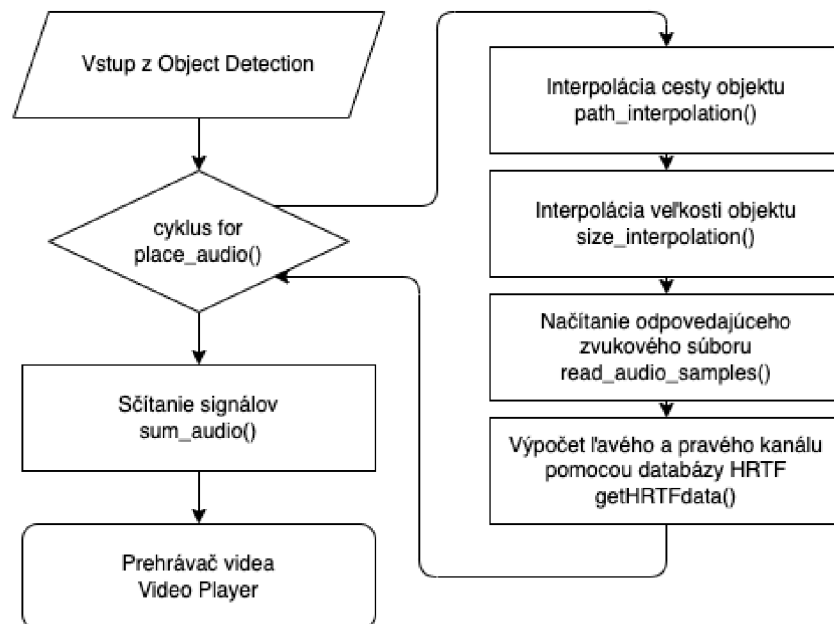 Vstup z Object Detection
cyklus for
place_audio()
Sčítanie signálov
sum_audio()
Prehrávač videa
Video Player
Interpolácia cesty objektu
path_interpolation()
Interpolácia veľkosti objektu
size_interpolation()
Načítanie odpovedajúceho
zvukového súboru
read_audio_samples()
Výpočet ľavého a pravého kanálu
pomocou databázy HRTF
getHRTFdata()